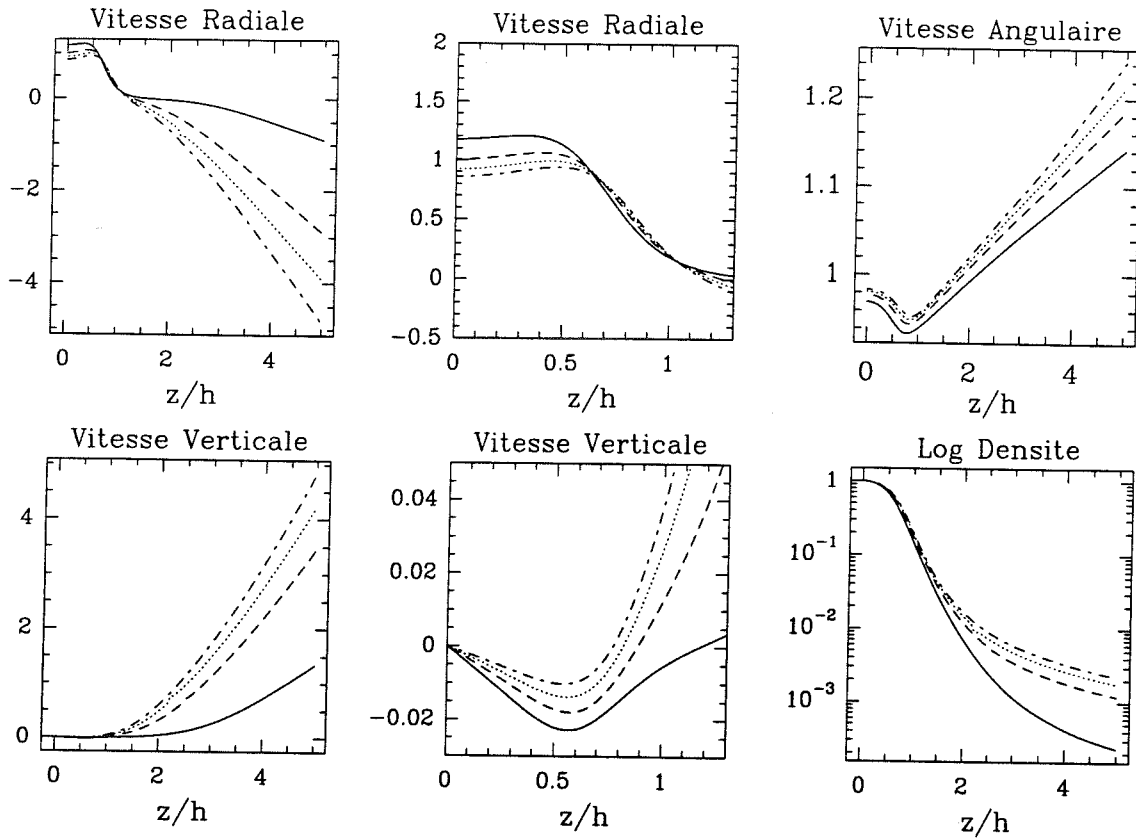 Vitesse Radiale
0
−2
−4
0 2 4
z/h
Vitesse Radiale
2
1.5
1
0.5
0
−0.5
0 0.5 1
z/h
Vitesse Angulaire
1.2
1.1
1
0 2 4
z/h
Vitesse Verticale
4
2
0
0 2 4
z/h
Vitesse Verticale
0.04
0.02
0
−0.02
0 0.5 1
z/h
Log Densite
1
10⁻¹
10⁻²
10⁻³
0 2 4
z/h